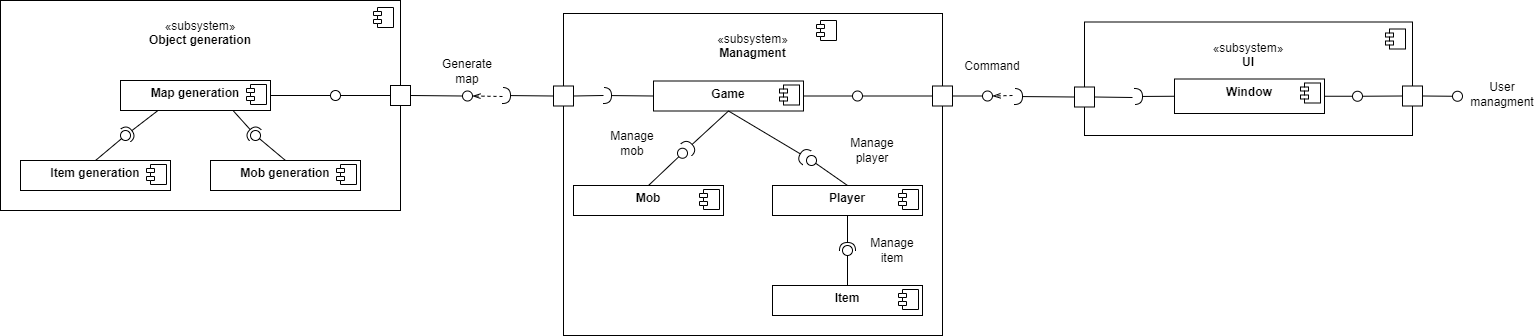 «subsystem»
Object generation
Map generation
Item generation
Mob generation
Generate
map
«subsystem»
Managment
Game
Manage
mob
Manage
player
Mob
Player
Manage
item
Item
Command
«subsystem»
UI
Window
User
managment